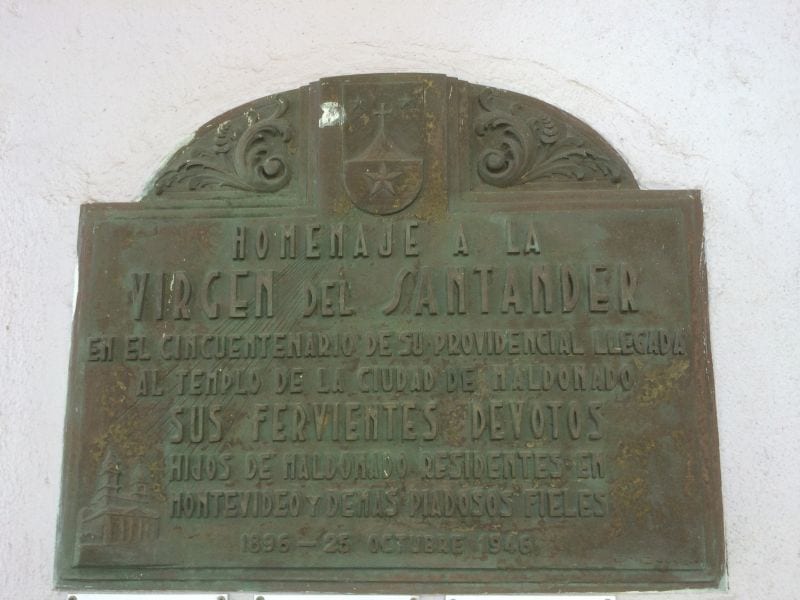 HOMENAJE A LA
VIRGEN DEL SANTANDER
EN EL CINCUENTENARIO DE SU PROVIDENCIAL LLEGADA
AL TEMPLO DE LA CIUDAD DE MALDONADO
SUS FERVIENTES DEVOTOS
HIJOS DE MALDONADO RESIDENTES EN
MONTEVIDEO Y DEMAS PIADOSOS FIELES
1896 — 25 OCTUBRE 1946